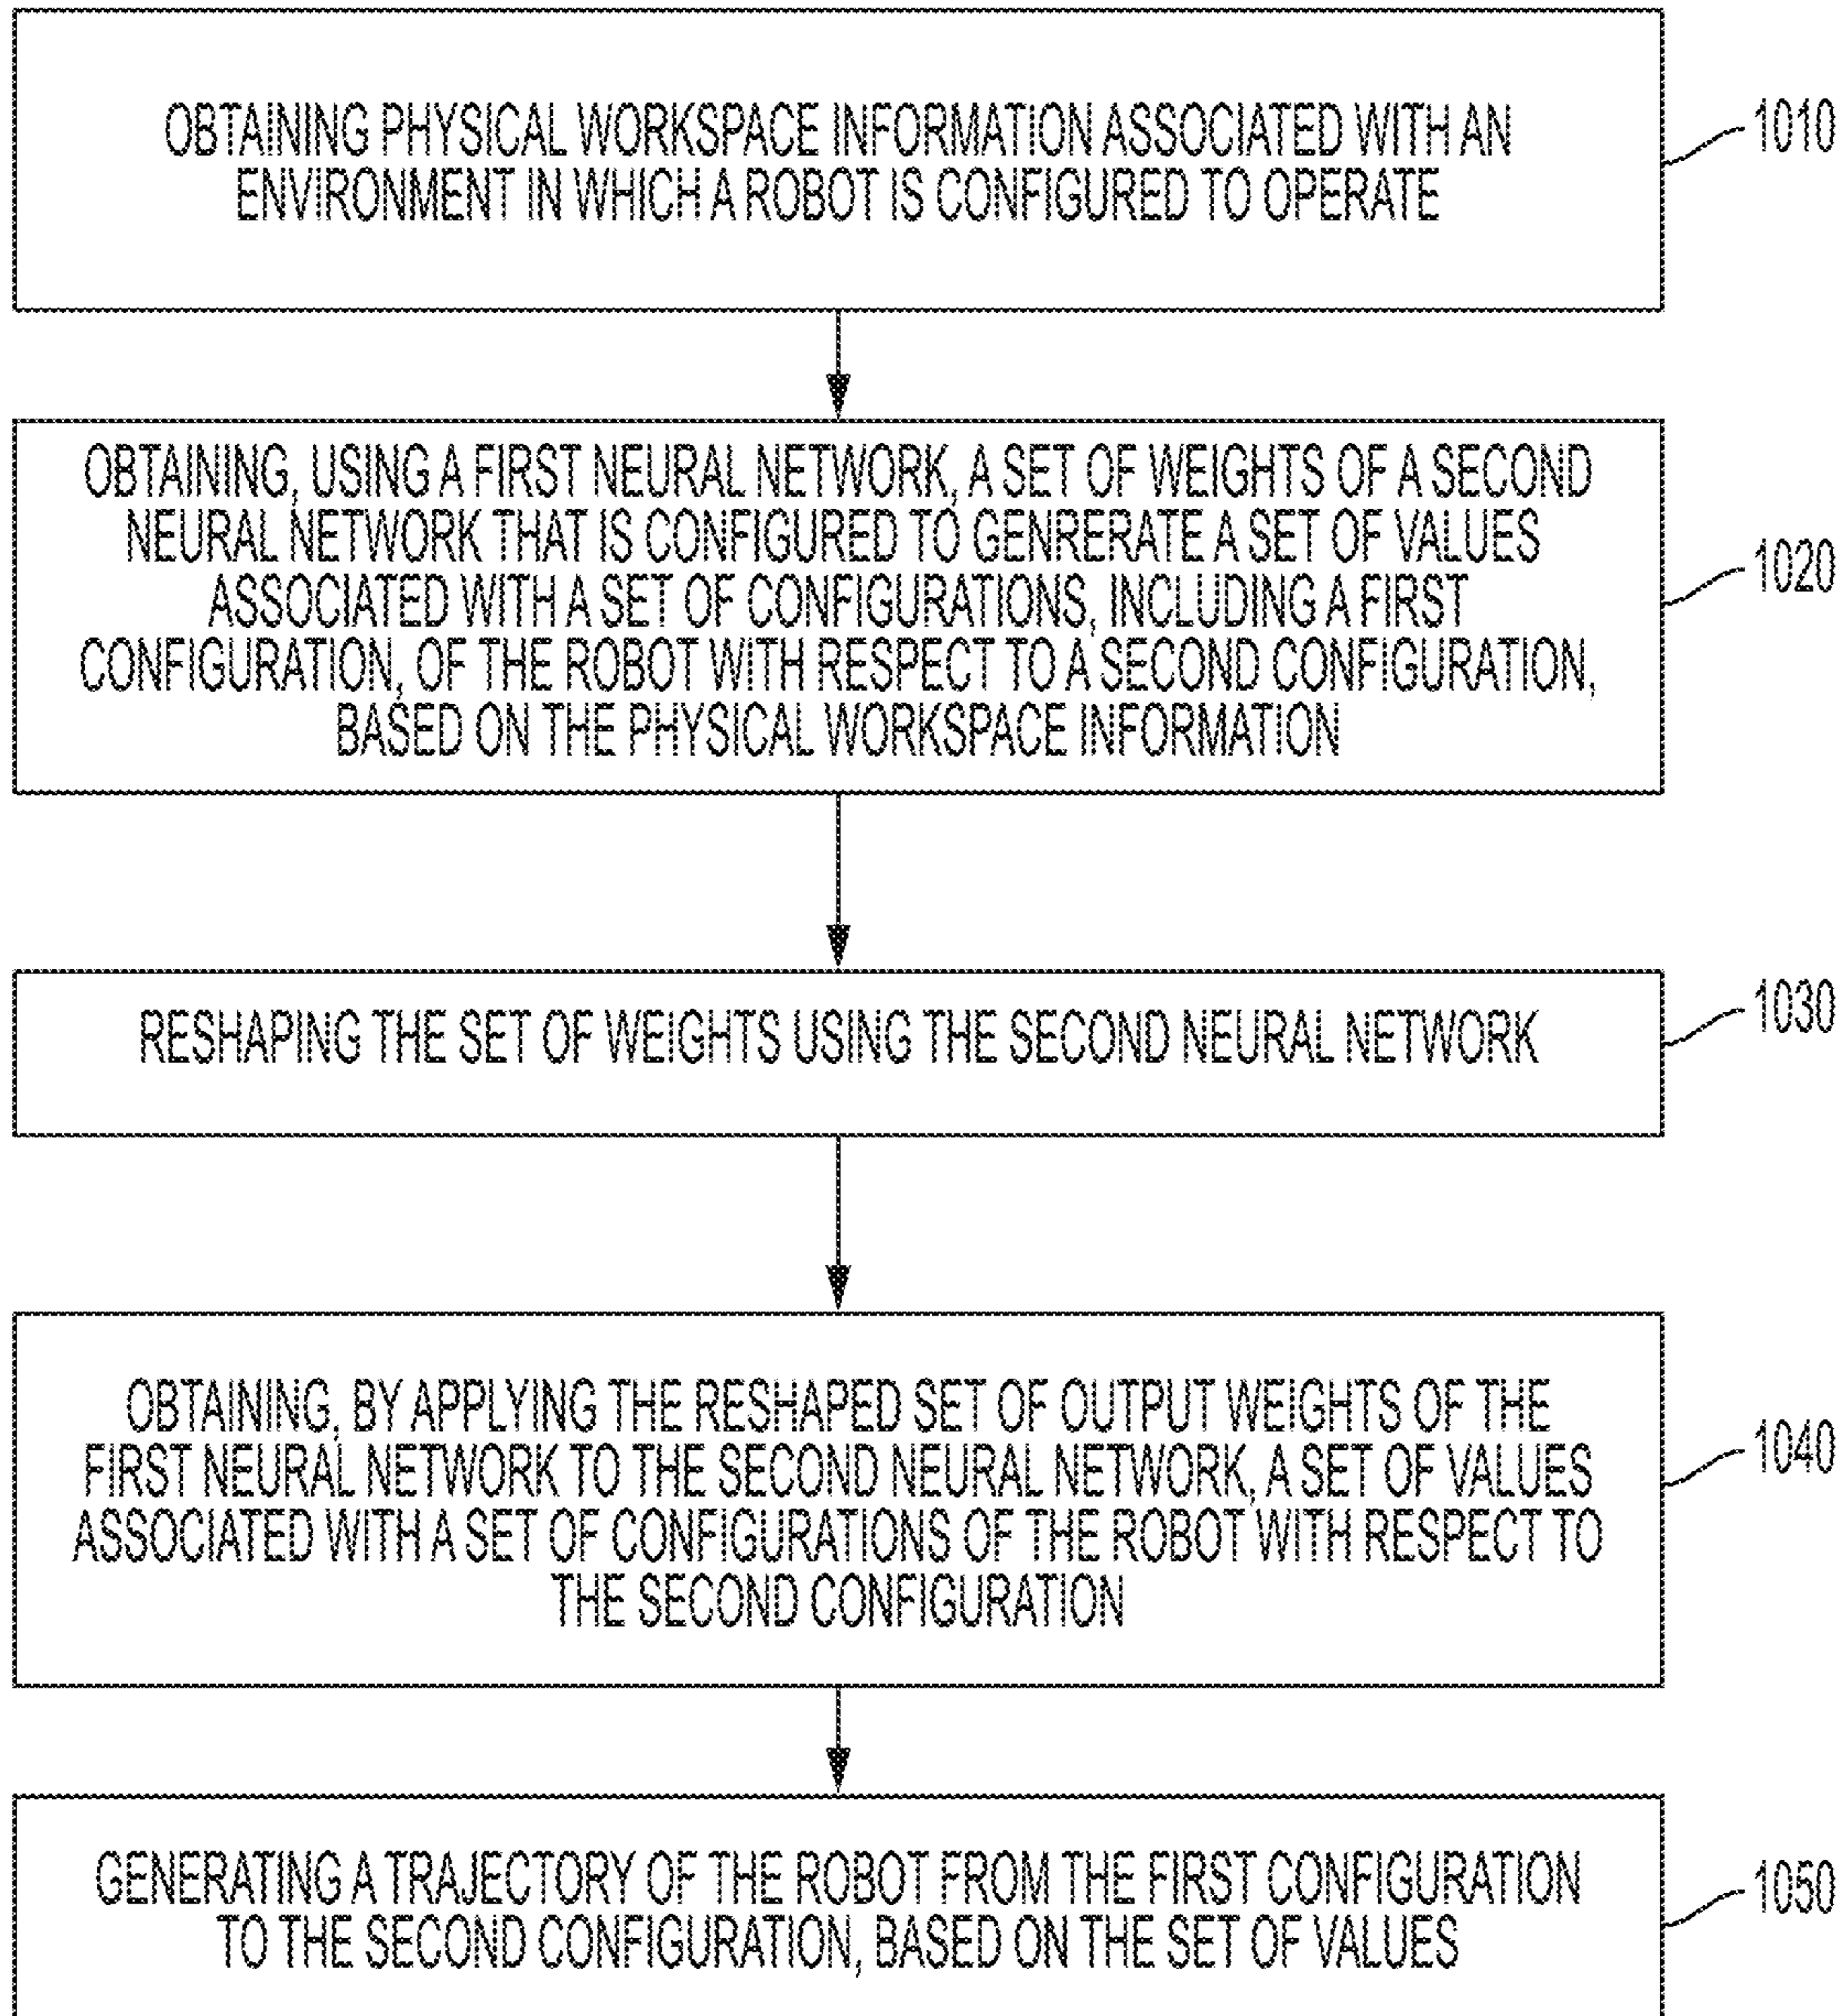 OBTAINING PHYSICAL WORKSPACE INFORMATION ASSOCIATED WITH AN
ENVIRONMENT IN WHICH A ROBOT IS CONFIGURED TO OPERATE
1010
OBTAINING, USING A FIRST NEURAL NETWORK, A SET OF WEIGHTS OF A SECOND
NEURAL NETWORK THAT IS CONFIGURED TO GENRERATE A SET OF VALUES
ASSOCIATED WITH A SET OF CONFIGURATIONS, INCLUDING A FIRST
CONFIGURATION, OF THE ROBOT WITH RESPECT TO A SECOND CONFIGURATION,
BASED ON THE PHYSICAL WORKSPACE INFORMATION
1020
RESHAPING THE SET OF WEIGHTS USING THE SECOND NEURAL NETWORK
1030
OBTAINING, BY APPLYING THE RESHAPED SET OF OUTPUT WEIGHTS OF THE
FIRST NEURAL NETWORK TO THE SECOND NEURAL NETWORK, A SET OF VALUES
ASSOCIATED WITH A SET OF CONFIGURATIONS OF THE ROBOT WITH RESPECT TO
THE SECOND CONFIGURATION
1040
GENERATING A TRAJECTORY OF THE ROBOT FROM THE FIRST CONFIGURATION
TO THE SECOND CONFIGURATION, BASED ON THE SET OF VALUES
1050